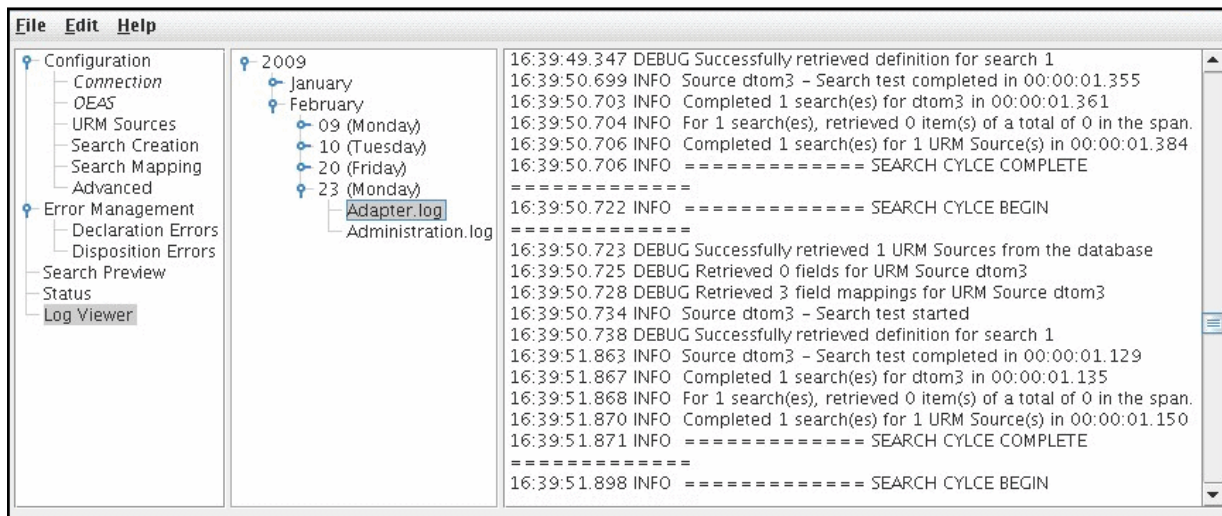 File Edit Help
Configuration
Connection
OEAS
URM Sources
Search Creation
Search Mapping
Advanced
Error Management
Declaration Errors
Disposition Errors
Search Preview
Status
Log Viewer
2009
January
February
09 (Monday)
10 (Tuesday)
20 (Friday)
23 (Monday)
Adapter.log
Administration.log
16:39:49.347 DEBUG Successfully retrieved definition for search 1
16:39:50.699 INFO Source dtom3 – Search test completed in 00:00:01.355
16:39:50.703 INFO Completed 1 search(es) for dtom3 in 00:00:01.361
16:39:50.704 INFO For 1 search(es), retrieved 0 item(s) of a total of 0 in the span.
16:39:50.706 INFO Completed 1 search(es) for 1 URM Source(s) in 00:00:01.384
16:39:50.706 INFO ============= SEARCH CYLCE COMPLETE
=============
16:39:50.722 INFO ============= SEARCH CYLCE BEGIN
=============
16:39:50.723 DEBUG Successfully retrieved 1 URM Sources from the database
16:39:50.725 DEBUG Retrieved 0 fields for URM Source dtom3
16:39:50.728 DEBUG Retrieved 3 field mappings for URM Source dtom3
16:39:50.734 INFO Source dtom3 – Search test started
16:39:50.738 DEBUG Successfully retrieved definition for search 1
16:39:51.863 INFO Source dtom3 – Search test completed in 00:00:01.129
16:39:51.867 INFO Completed 1 search(es) for dtom3 in 00:00:01.135
16:39:51.868 INFO For 1 search(es), retrieved 0 item(s) of a total of 0 in the span.
16:39:51.870 INFO Completed 1 search(es) for 1 URM Source(s) in 00:00:01.150
16:39:51.871 INFO ============= SEARCH CYLCE COMPLETE
=============
16:39:51.898 INFO ============= SEARCH CYLCE BEGIN